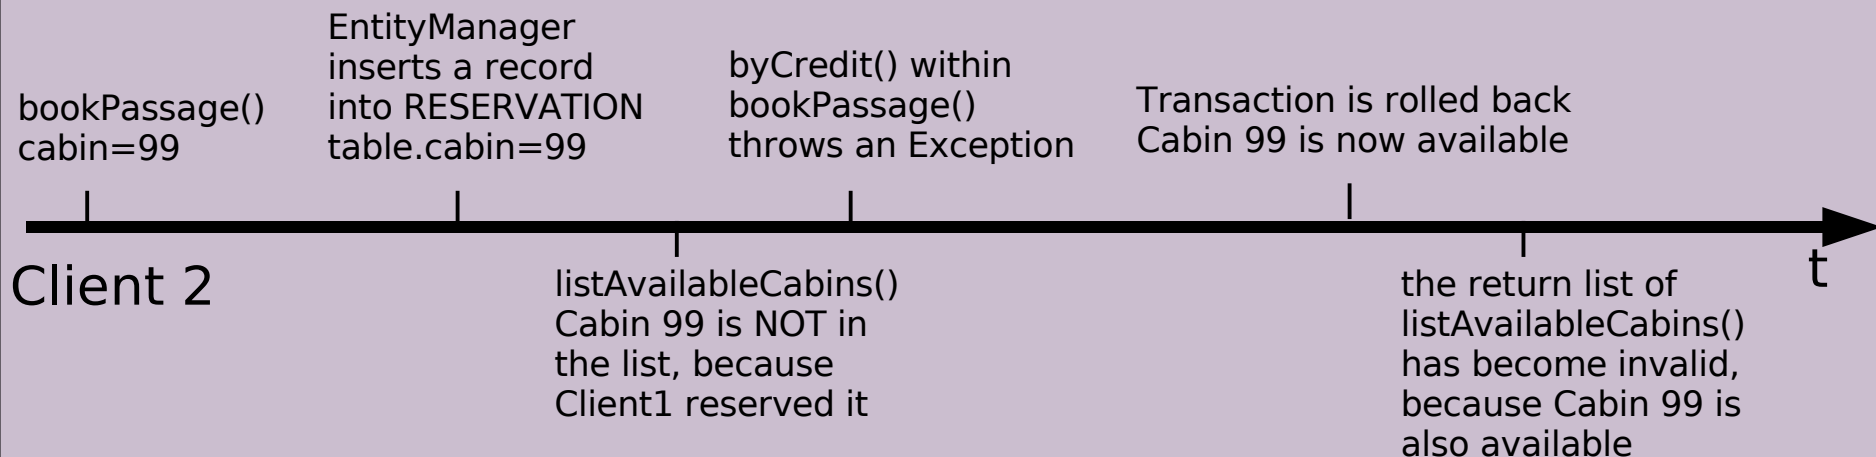 bookPassage()
cabin=99
EntityManager
inserts a record
into RESERVATION
table.cabin=99
byCredit() within
bookPassage()
throws an Exception
Transaction is rolled back
Cabin 99 is now available
t
Client 2
listAvailableCabins()
Cabin 99 is NOT in
the list, because
Client1 reserved it
the return list of
listAvailableCabins()
has become invalid,
because Cabin 99 is
also available